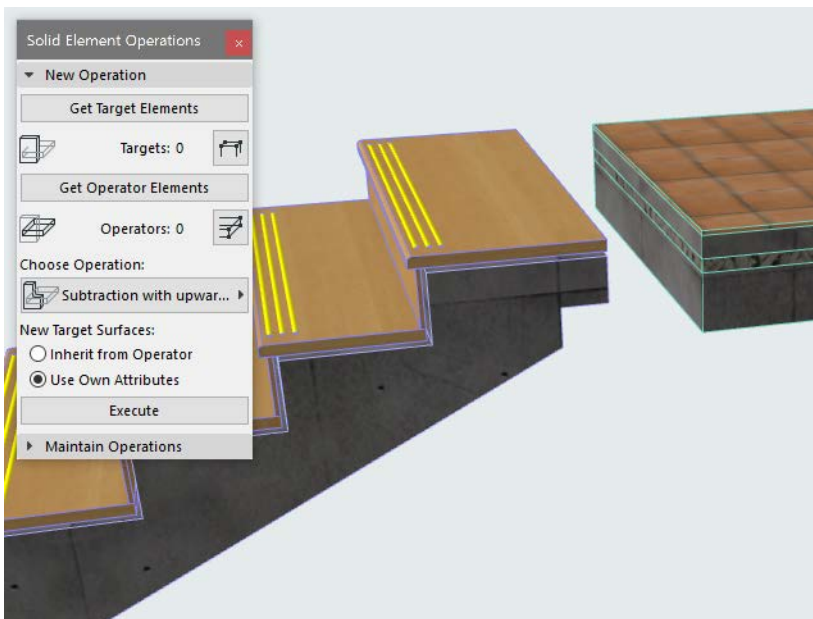 Solid Element Operations
New Operation
Get Target Elements
Targets: 0
Get Operator Elements
Operators: 0
Choose Operation:
Subtraction with upwar...
New Target Surfaces:
Inherit from Operator
Use Own Attributes
Execute
Maintain Operations